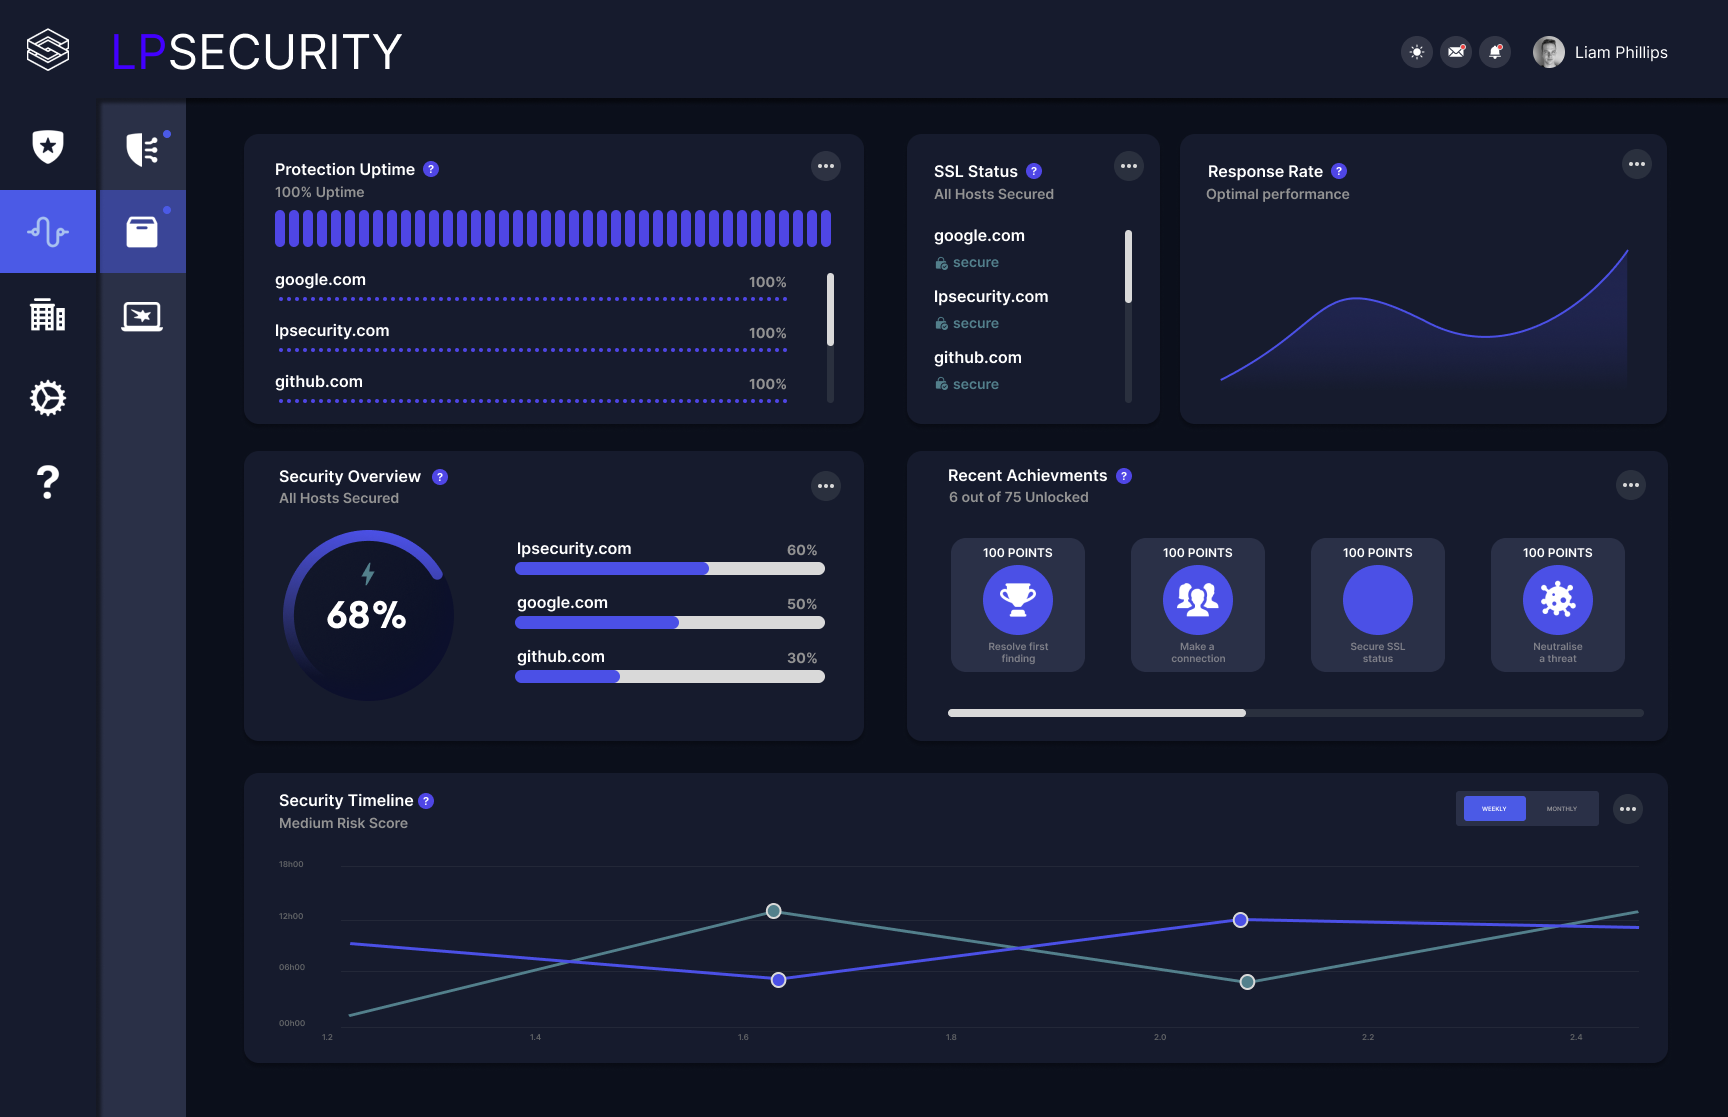 LPSECURITY
Liam Phillips
Protection Uptime ?
100% Uptime
google.com 100%
lpsecurity.com 100%
github.com 100%
SSL Status ?
All Hosts Secured
google.com
secure
lpsecurity.com
secure
github.com
secure
Response Rate ?
Optimal performance
Security Overview ?
All Hosts Secured
68%
lpsecurity.com 60%
google.com 50%
github.com 30%
Recent Achievments ?
6 out of 75 Unlocked
100 POINTS
Resolve first
finding
100 POINTS
Make a
connection
100 POINTS
Secure SSL
status
100 POINTS
Neutralise
a threat
Security Timeline ?
Medium Risk Score
WEEKLY MONTHLY
18h00
12h00
06h00
00h00
1.2 1.4 1.6 1.8 2.0 2.2 2.4